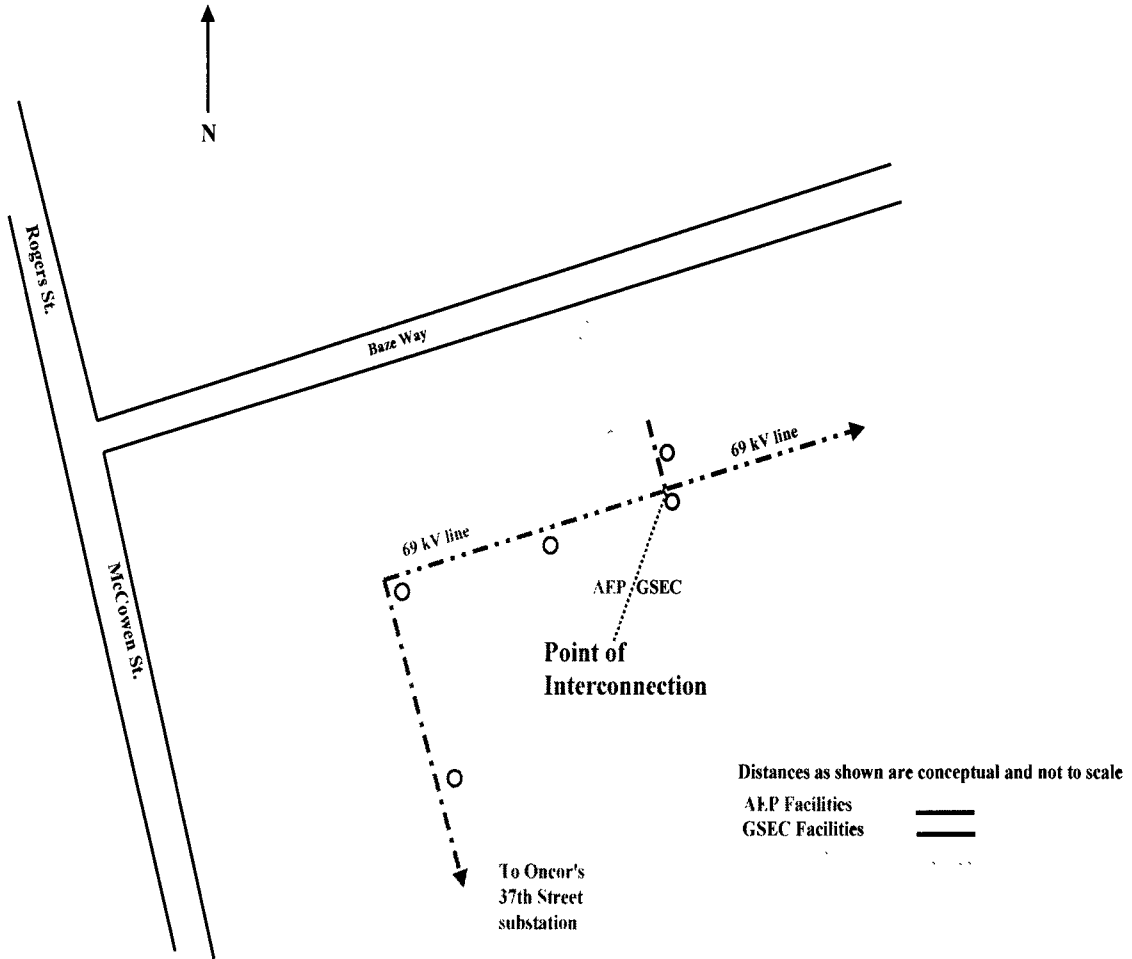 N
Rogers St.
Baze Way
69 kV line
69 kV line
McCowen St.
AEP GSEC
Point of
Interconnection
Distances as shown are conceptual and not to scale
AEP Facilities
GSEC Facilities
To Oncor's
37th Street
substation